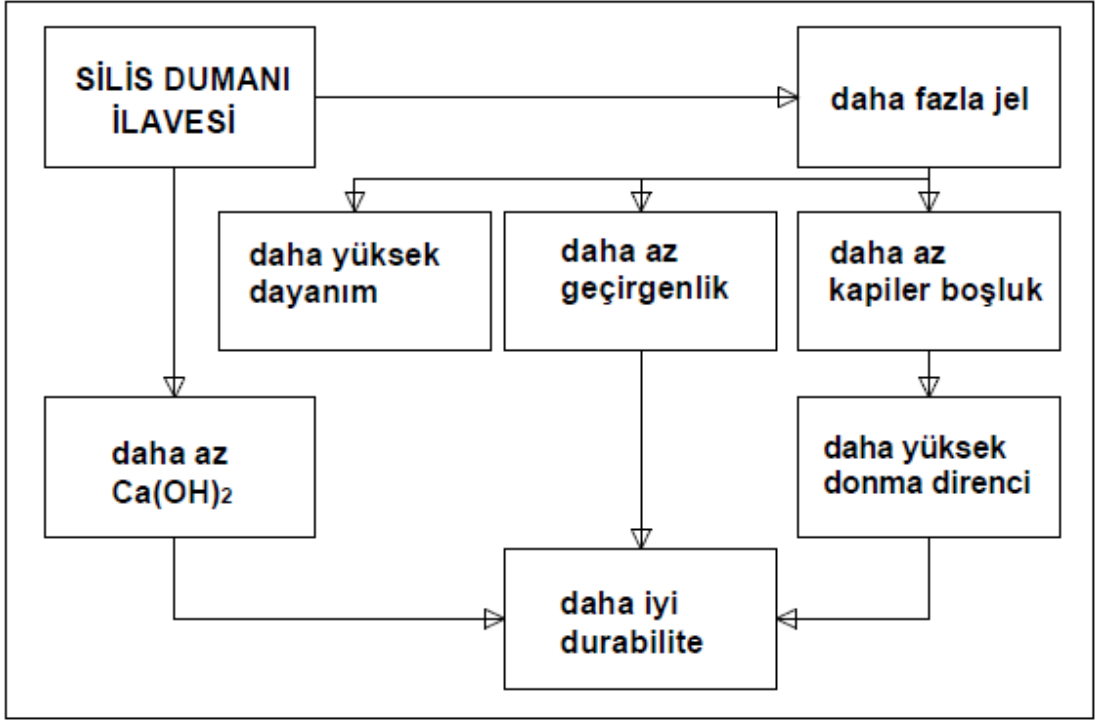 SİLİS DUMANI
İLAVESİ
daha fazla jel
daha yüksek
dayanım
daha az
geçirgenlik
daha az
kapiler boşluk
daha az
Ca(OH)₂
daha yüksek
donma direnci
daha iyi
durabilite